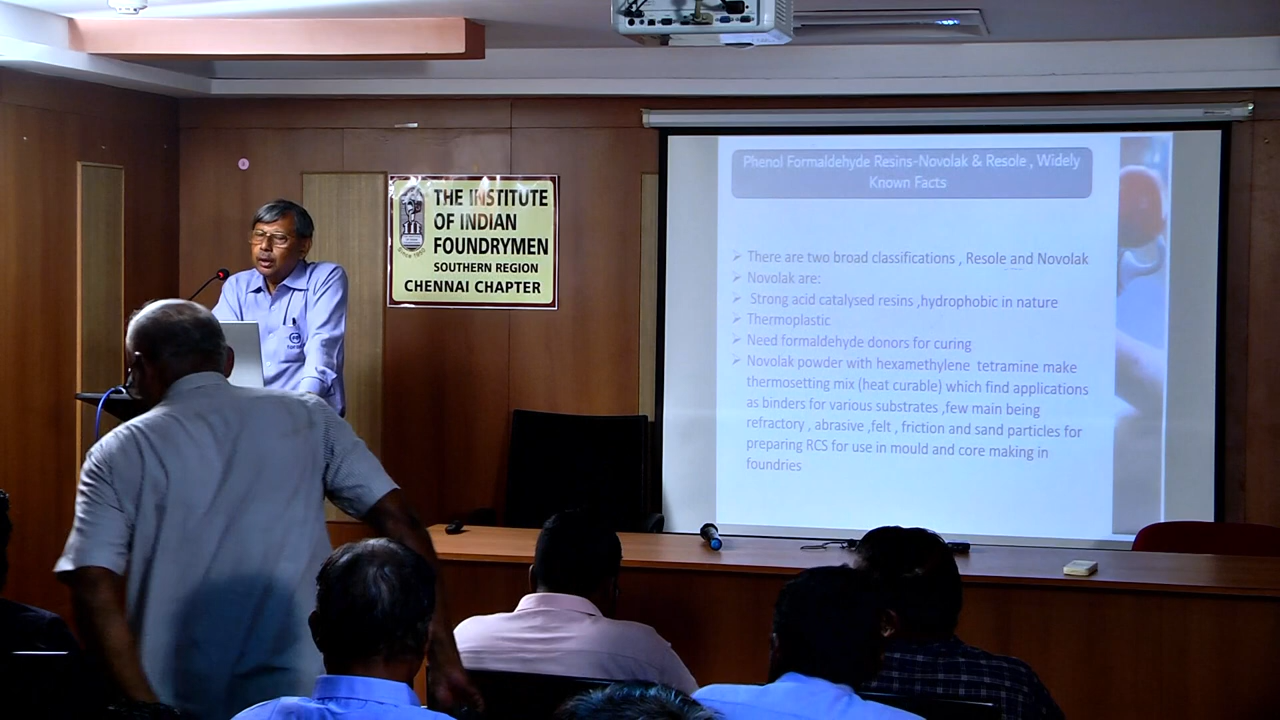 THE INSTITUTE
OF INDIAN
FOUNDRYMEN
SOUTHERN REGION
CHENNAI CHAPTER
Since 1950
Phenol Formaldehyde Resins-Novolak & Resole , Widely
Known Facts
There are two broad classifications , Resole and Novolak
Novolak are:
Strong acid catalysed resins ,hydrophobic in nature
Thermoplastic
Need formaldehyde donors for curing
Novolak powder with hexamethylene tetramine make
thermosetting mix (heat curable) which find applications
as binders for various substrates ,few main being
refractory , abrasive ,felt , friction and sand particles for
preparing RCS for use in mould and core making in
foundries